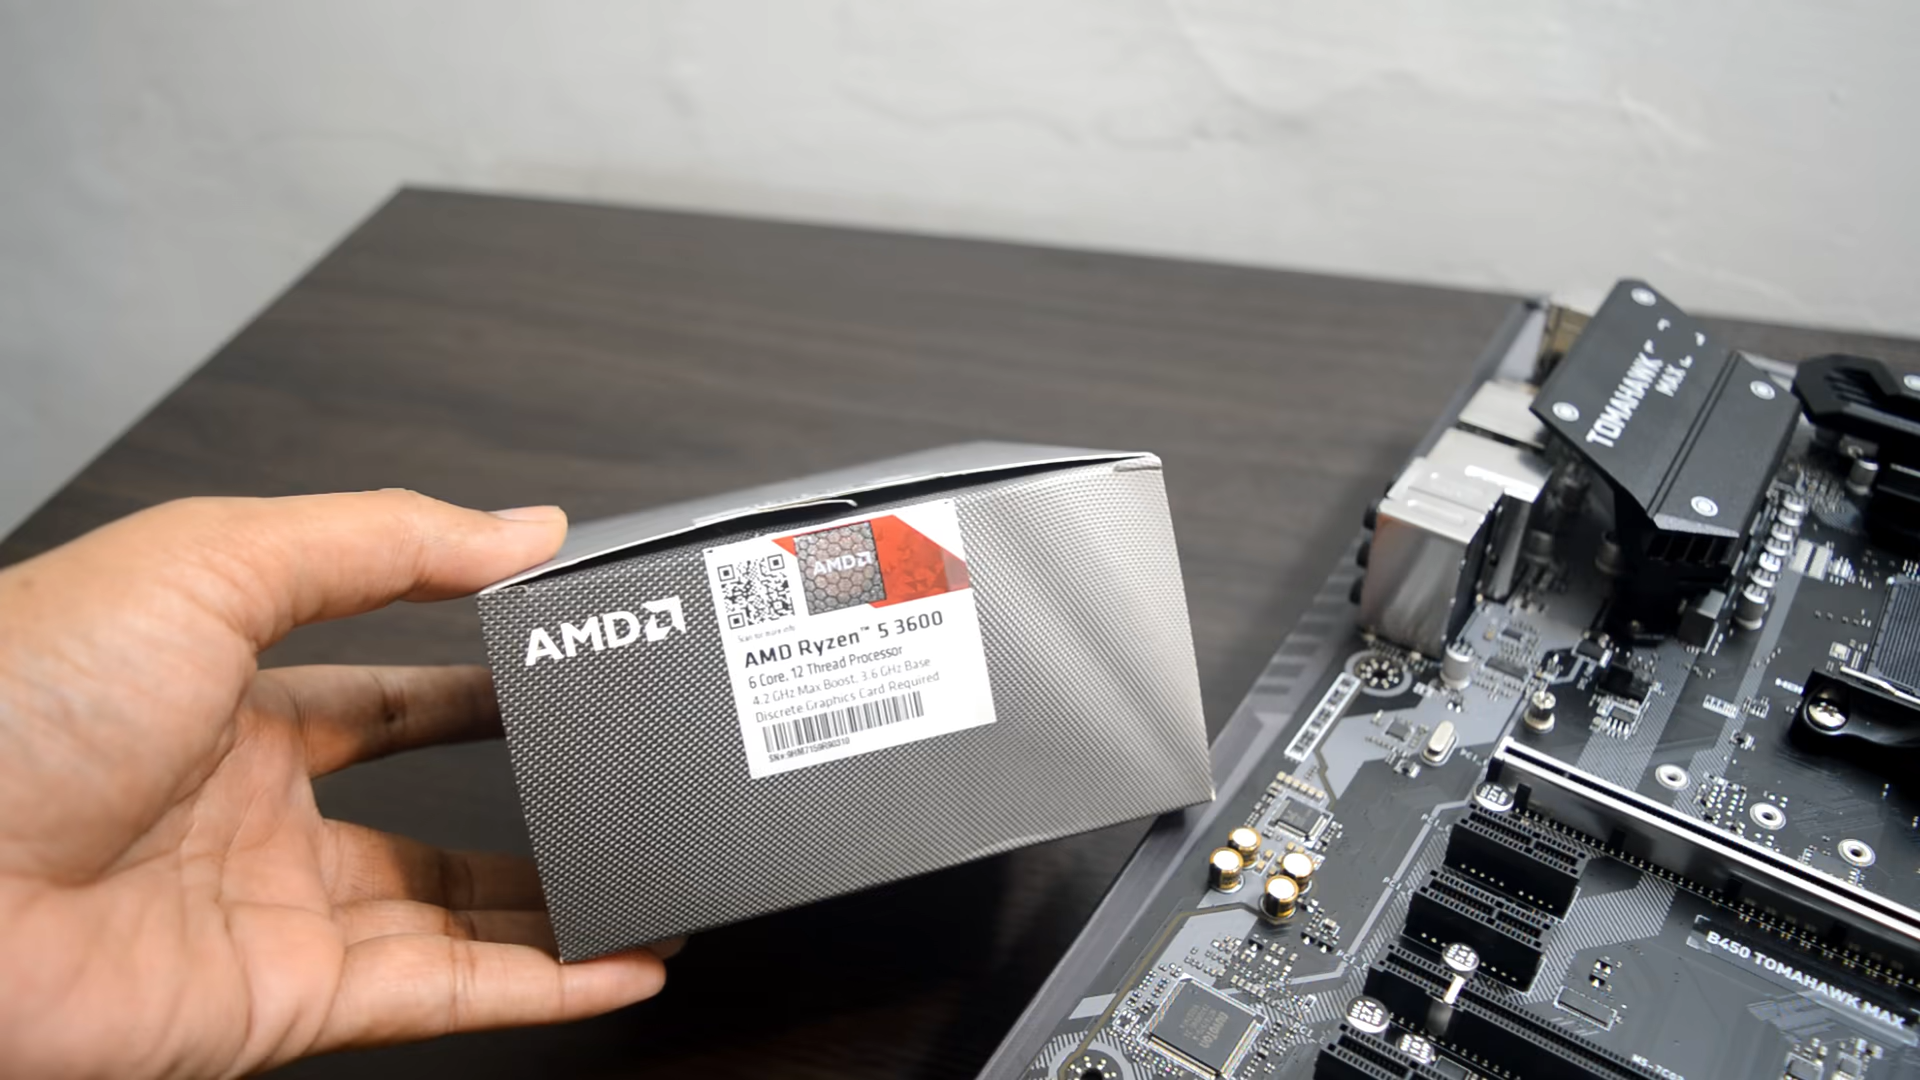 AMD
AMD
Scan for more info
AMD Ryzen™ 5 3600
6 Core, 12 Thread Processor
4.2 GHz Max Boost, 3.6 GHz Base
Discrete Graphics Card Required
TOMAHAWK
MAX
B450 TOMAHAWK MAX